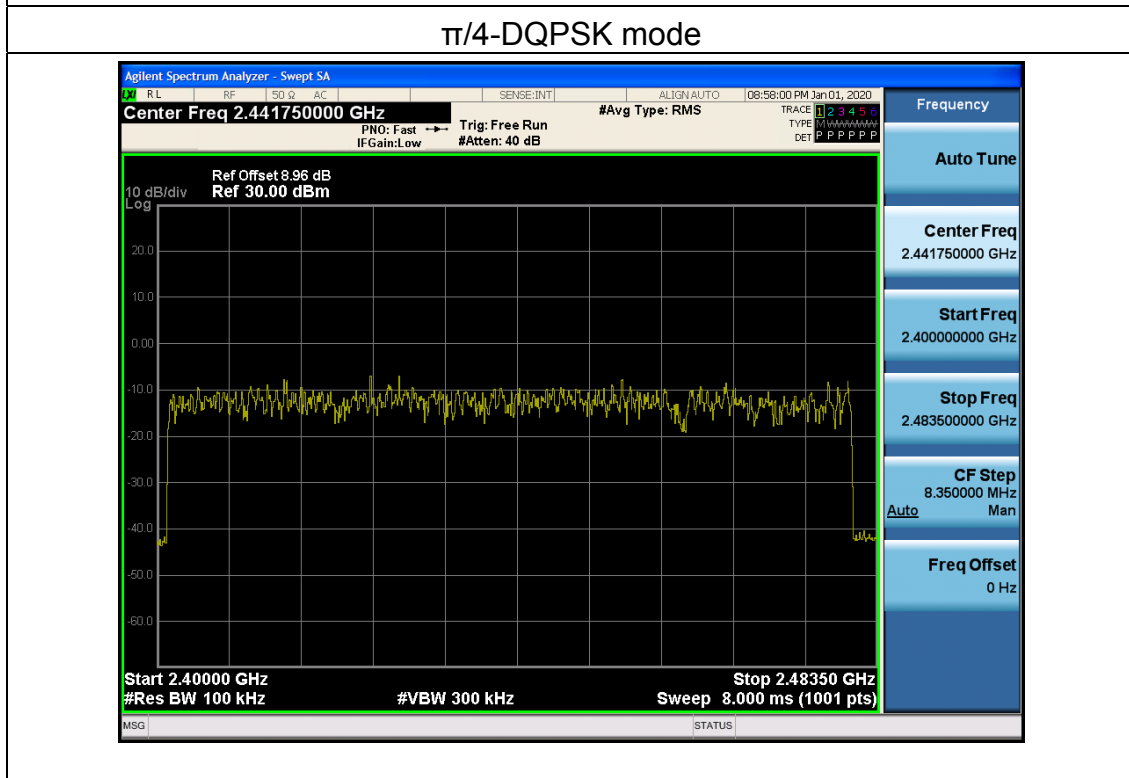 π/4-DQPSK mode
Agilent Spectrum Analyzer - Swept SA
LXI RL RF 50 Ω AC SENSE:INT ALIGN AUTO 08:58:00 PM Jan 01, 2020
Center Freq 2.441750000 GHz
PNO: Fast
IFGain:Low
Trig: Free Run
#Atten: 40 dB
#Avg Type: RMS
TRACE 1 2 3 4 5 6
TYPE M WWWWW
DET P P P P P P
Ref Offset 8.96 dB
10 dB/div Ref 30.00 dBm
Log
20.0
10.0
0.00
-10.0
-20.0
-30.0
-40.0
-50.0
-60.0
Start 2.40000 GHz Stop 2.48350 GHz
#Res BW 100 kHz #VBW 300 kHz Sweep 8.000 ms (1001 pts)
MSG STATUS
Frequency
Auto Tune
Center Freq
2.441750000 GHz
Start Freq
2.400000000 GHz
Stop Freq
2.483500000 GHz
CF Step
8.350000 MHz
Auto Man
Freq Offset
0 Hz